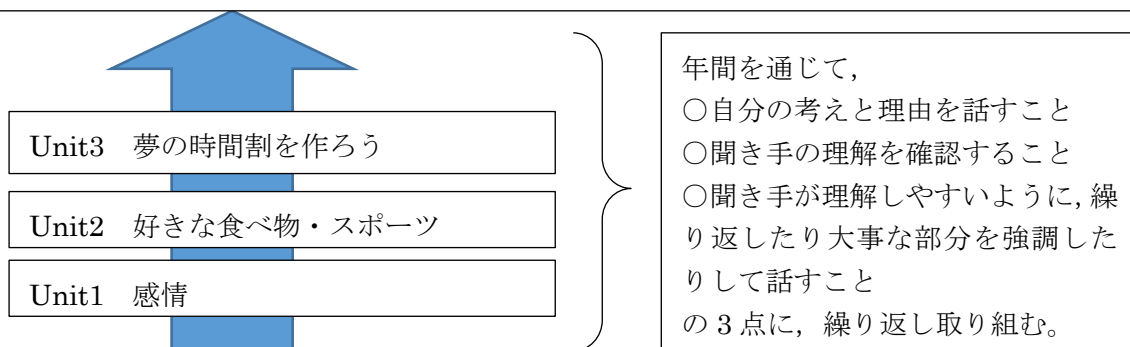 Unit3 夢の時間割を作ろう
Unit2 好きな食べ物・スポーツ
Unit1 感情
年間を通じて，
○自分の考えと理由を話すこと
○聞き手の理解を確認すること
○聞き手が理解しやすいように，繰
り返したり大事な部分を強調した
りして話すこと
の 3 点に，繰り返し取り組む。